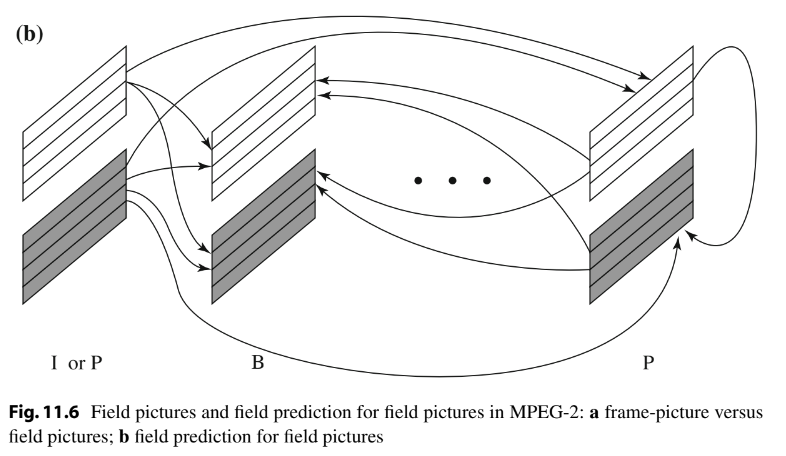 (b)
I or P
B
P
Fig. 11.6 Field pictures and field prediction for field pictures in MPEG-2: a frame-picture versus
field pictures; b field prediction for field pictures